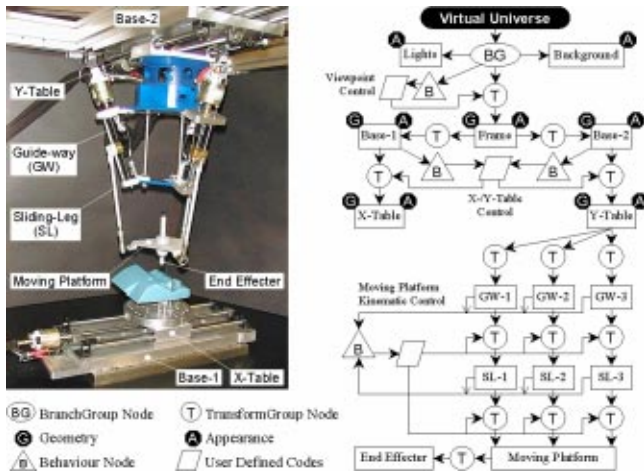 Base-2
Y-Table
Guide-way
(GW)
Sliding-Leg
(SL)
Moving Platform
End Effecter
Base-1
X-Table
BG BranchGroup Node
T TransformGroup Node
G Geometry
A Appearance
B Behaviour Node
User Defined Codes
Virtual Universe
A
A
Lights
BG
Background
Viewpoint
Control
B
T
G
A
G
A
G
A
Base-1
T
Frame
T
Base-2
B
B
T
T
X-/Y-Table
Control
G
A
G
A
X-Table
Y-Table
T
T
T
Moving Platform
Kinematic Control
GW-1
GW-2
GW-3
T
T
T
B
SL-1
SL-2
SL-3
T
T
T
End Effecter
T
Moving Platform